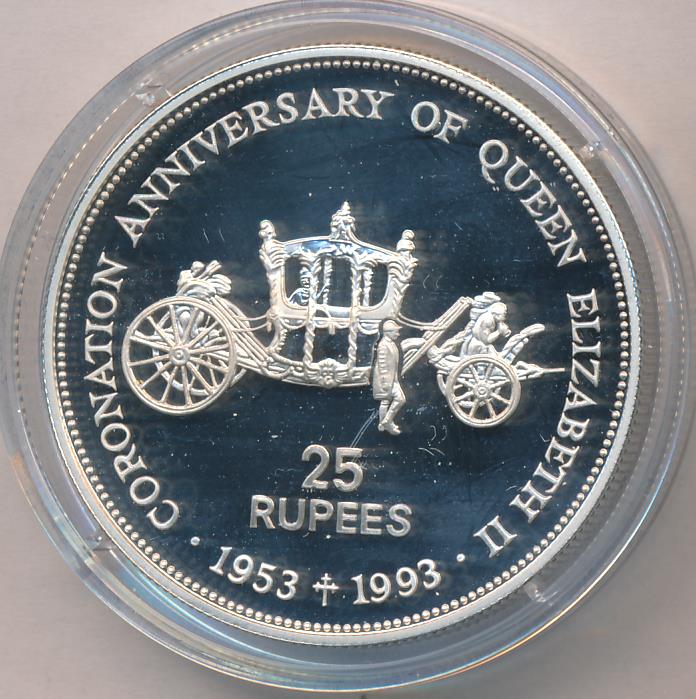 CORONATION ANNIVERSARY OF QUEEN ELIZABETH II
25
RUPEES
· 1953 ‡ 1993 ·